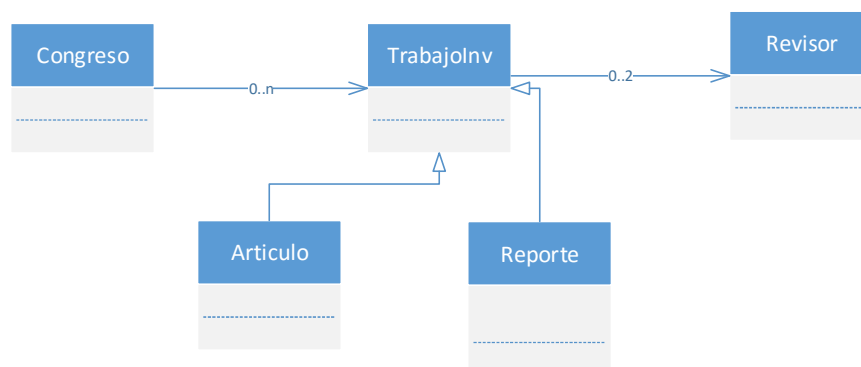 Congreso
TrabajoInv
Revisor
0..n
0..2
Articulo
Reporte